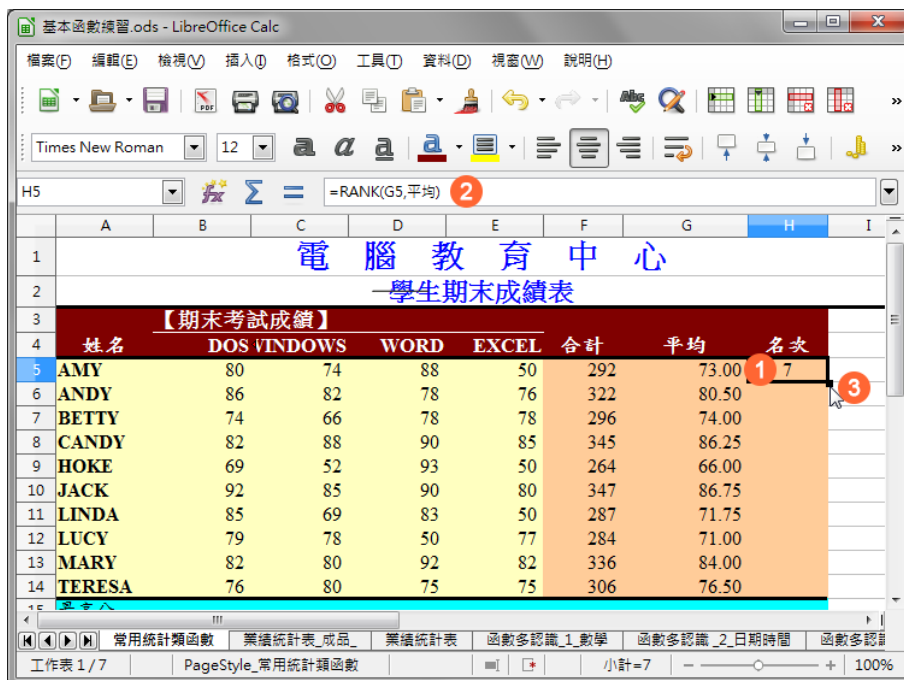 基本函數練習.ods - LibreOffice Calc
檔案(F) 編輯(E) 檢視(V) 插入(I) 格式(O) 工具(T) 資料(D) 視窗(W) 說明(H)
Times New Roman 12
H5 =RANK(G5,平均) 2
A B C D E F G H I
1 電腦教育中心
2 學生期末成績表
3 【期末考試成績】
4 姓名 DOS WINDOWS WORD EXCEL 合計 平均 名次
5 AMY 80 74 88 50 292 73.00 1 7
6 ANDY 86 82 78 76 322 80.50 3
7 BETTY 74 66 78 78 296 74.00
8 CANDY 82 88 90 85 345 86.25
9 HOKE 69 52 93 50 264 66.00
10 JACK 92 85 90 80 347 86.75
11 LINDA 85 69 83 50 287 71.75
12 LUCY 79 78 50 77 284 71.00
13 MARY 82 80 92 82 336 84.00
14 TERESA 76 80 75 75 306 76.50
常用統計類函數 業績統計表_成品_ 業績統計表 函數多認識_1_數學 函數多認識 _2_日期時間 函數多認
工作表 1 / 7 PageStyle_常用統計類函數 小計=7 100%